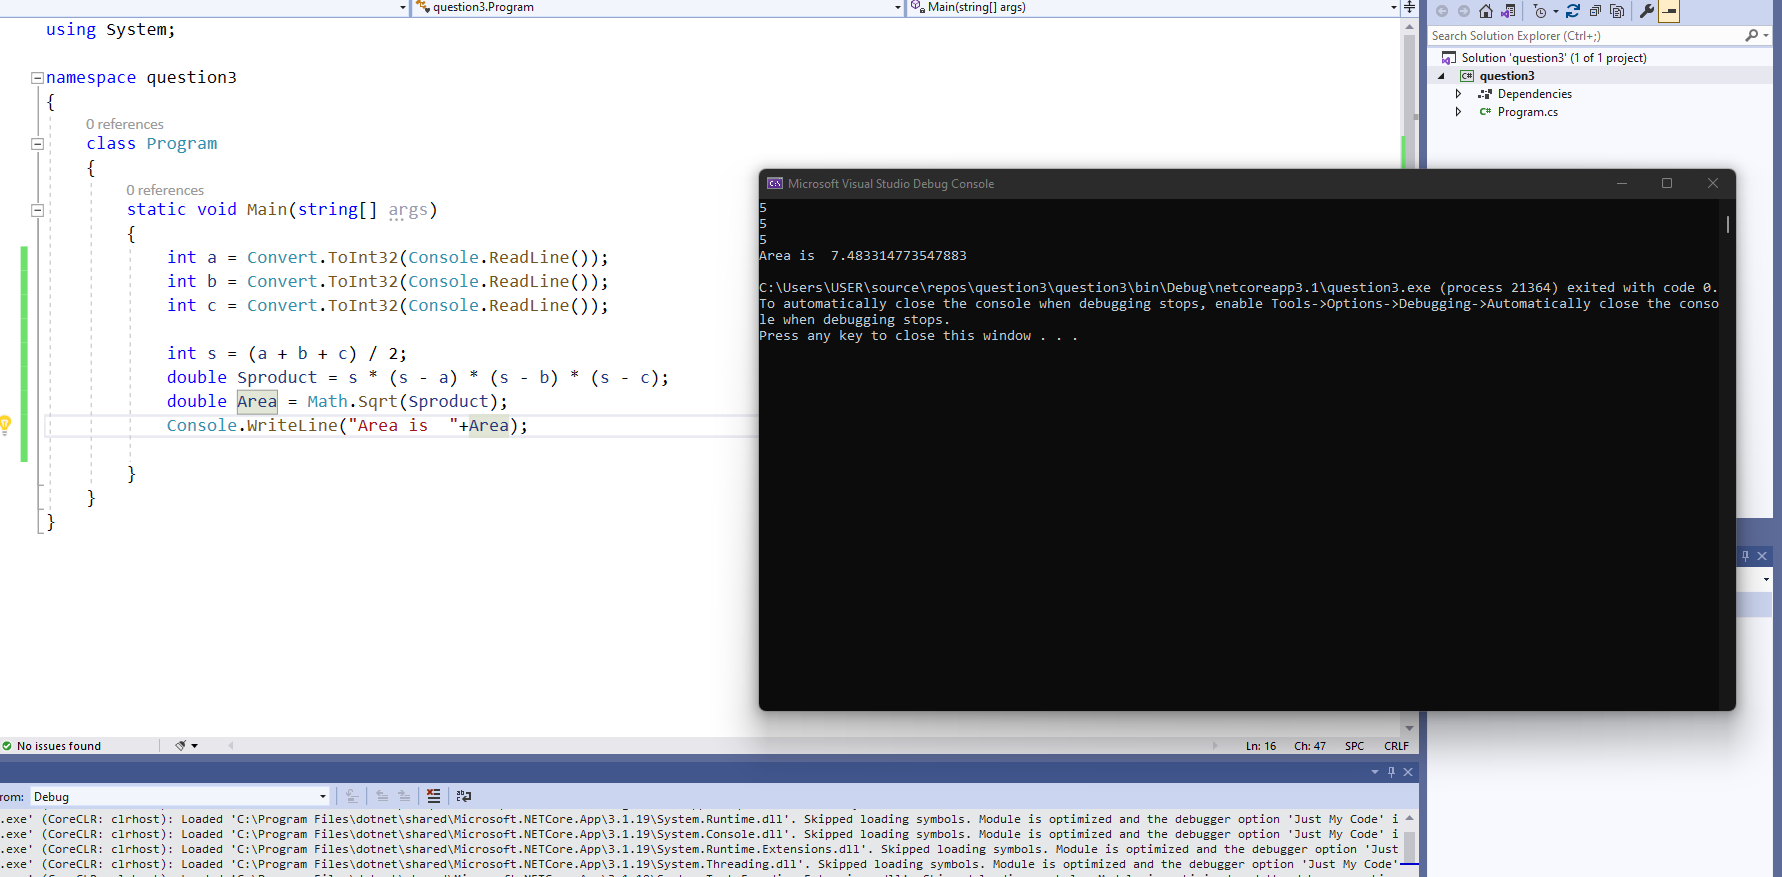 question3.Program
Main(string[] args)
using System;
namespace question3
{
0 references
class Program
{
0 references
static void Main(string[] args)
{
int a = Convert.ToInt32(Console.ReadLine());
int b = Convert.ToInt32(Console.ReadLine());
int c = Convert.ToInt32(Console.ReadLine());
int s = (a + b + c) / 2;
double Sproduct = s * (s - a) * (s - b) * (s - c);
double Area = Math.Sqrt(Sproduct);
Console.WriteLine("Area is  "+Area);
}
}
}
Search Solution Explorer (Ctrl+;)
Solution 'question3' (1 of 1 project)
C# question3
Dependencies
C# Program.cs
Microsoft Visual Studio Debug Console
5
5
5
Area is  7.483314773547883
C:\Users\USER\source\repos\question3\question3\bin\Debug\netcoreapp3.1\question3.exe (process 21364) exited with code 0.
To automatically close the console when debugging stops, enable Tools->Options->Debugging->Automatically close the conso
le when debugging stops.
Press any key to close this window . . .
No issues found
Ln: 16 Ch: 47 SPC CRLF
rom: Debug
.exe' (CoreCLR: clrhost): Loaded 'C:\Program Files\dotnet\shared\Microsoft.NETCore.App\3.1.19\System.Runtime.dll'. Skipped loading symbols. Module is optimized and the debugger option 'Just My Code' i
.exe' (CoreCLR: clrhost): Loaded 'C:\Program Files\dotnet\shared\Microsoft.NETCore.App\3.1.19\System.Console.dll'. Skipped loading symbols. Module is optimized and the debugger option 'Just My Code' i
.exe' (CoreCLR: clrhost): Loaded 'C:\Program Files\dotnet\shared\Microsoft.NETCore.App\3.1.19\System.Runtime.Extensions.dll'. Skipped loading symbols. Module is optimized and the debugger option 'Just
.exe' (CoreCLR: clrhost): Loaded 'C:\Program Files\dotnet\shared\Microsoft.NETCore.App\3.1.19\System.Threading.dll'. Skipped loading symbols. Module is optimized and the debugger option 'Just My Code'